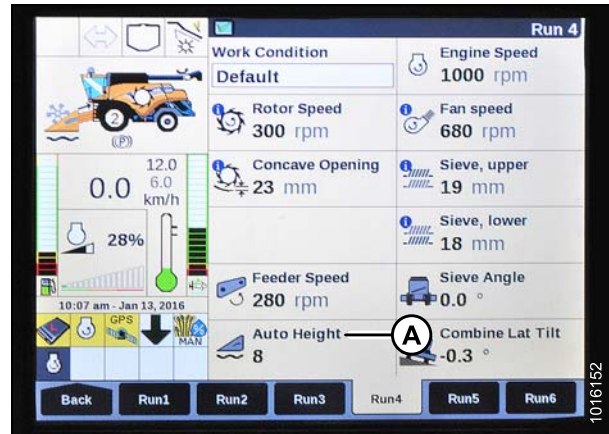 Run 4
Work Condition
Default
Engine Speed
1000 rpm
Rotor Speed
300 rpm
Fan speed
680 rpm
Concave Opening
23 mm
Sieve, upper
19 mm
Sieve, lower
18 mm
Feeder Speed
280 rpm
Sieve Angle
0.0 °
Auto Height
8
A
Combine Lat Tilt
-0.3 °
2
(P)
12.0
6.0
0.0 km/h
28%
10:07 am - Jan 13, 2016
GPS
MAN
Back Run1 Run2 Run3 Run4 Run5 Run6
1016152